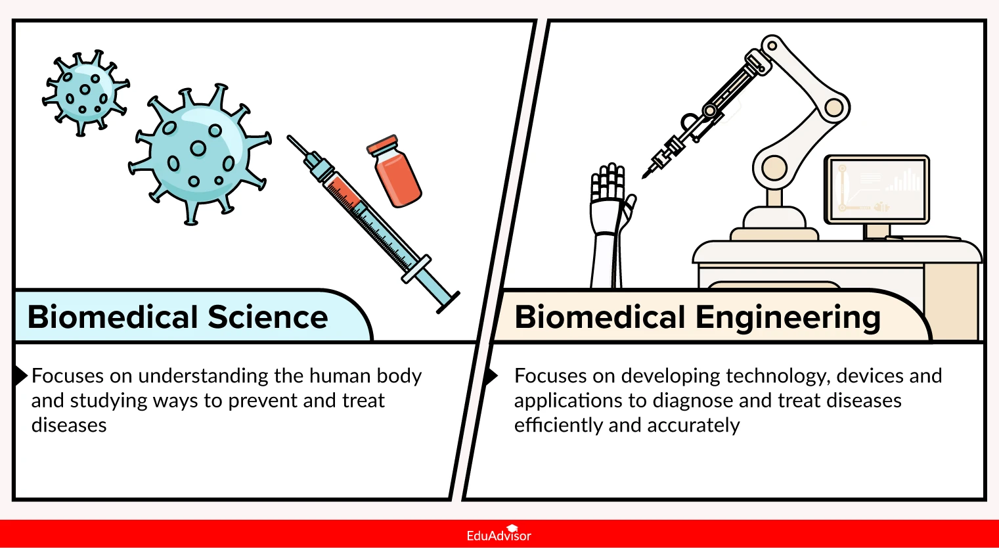 Biomedical Science
Focuses on understanding the human body
and studying ways to prevent and treat
diseases
Biomedical Engineering
Focuses on developing technology, devices and
applications to diagnose and treat diseases
efficiently and accurately
EduAdvisor